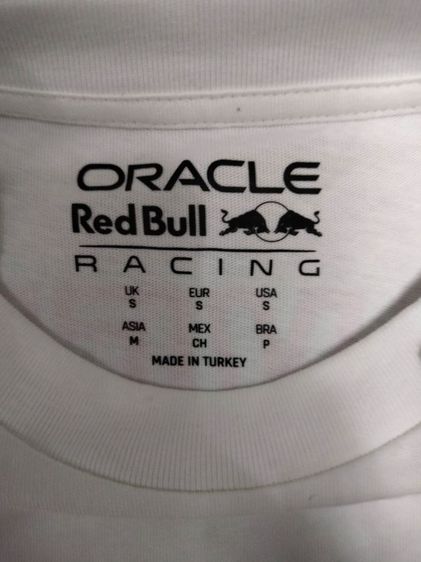 ORACLE
Red Bull
RACING
UK EUR USA
S S S
ASIA MEX BRA
M CH P
MADE IN TURKEY